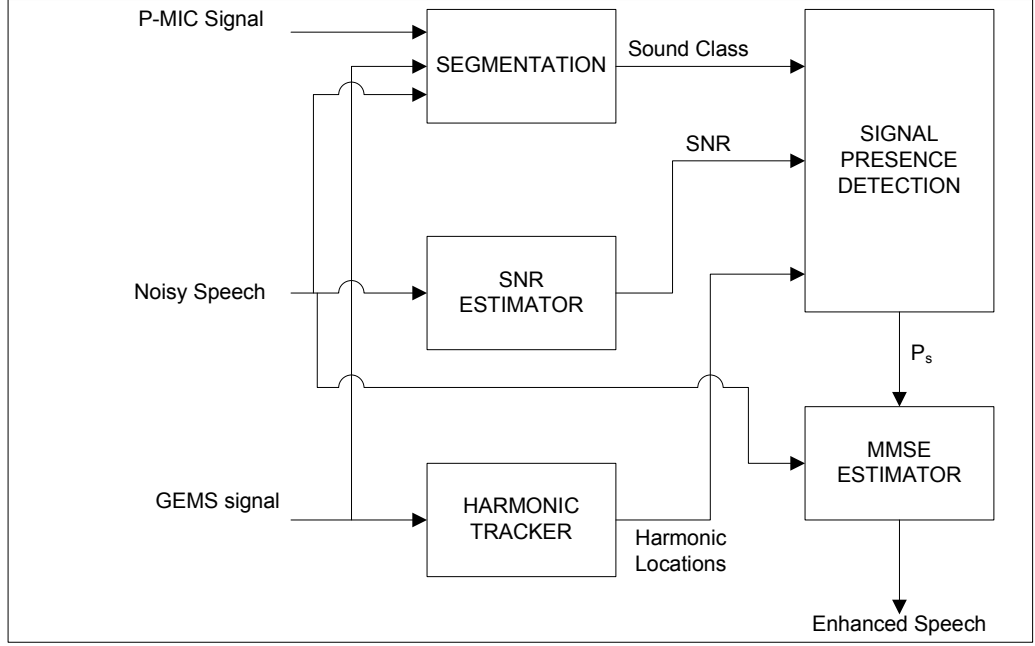 P-MIC Signal
SEGMENTATION
Sound Class
SIGNAL
PRESENCE
DETECTION
SNR
Noisy Speech
SNR
ESTIMATOR
Ps
GEMS signal
HARMONIC
TRACKER
Harmonic
Locations
MMSE
ESTIMATOR
Enhanced Speech